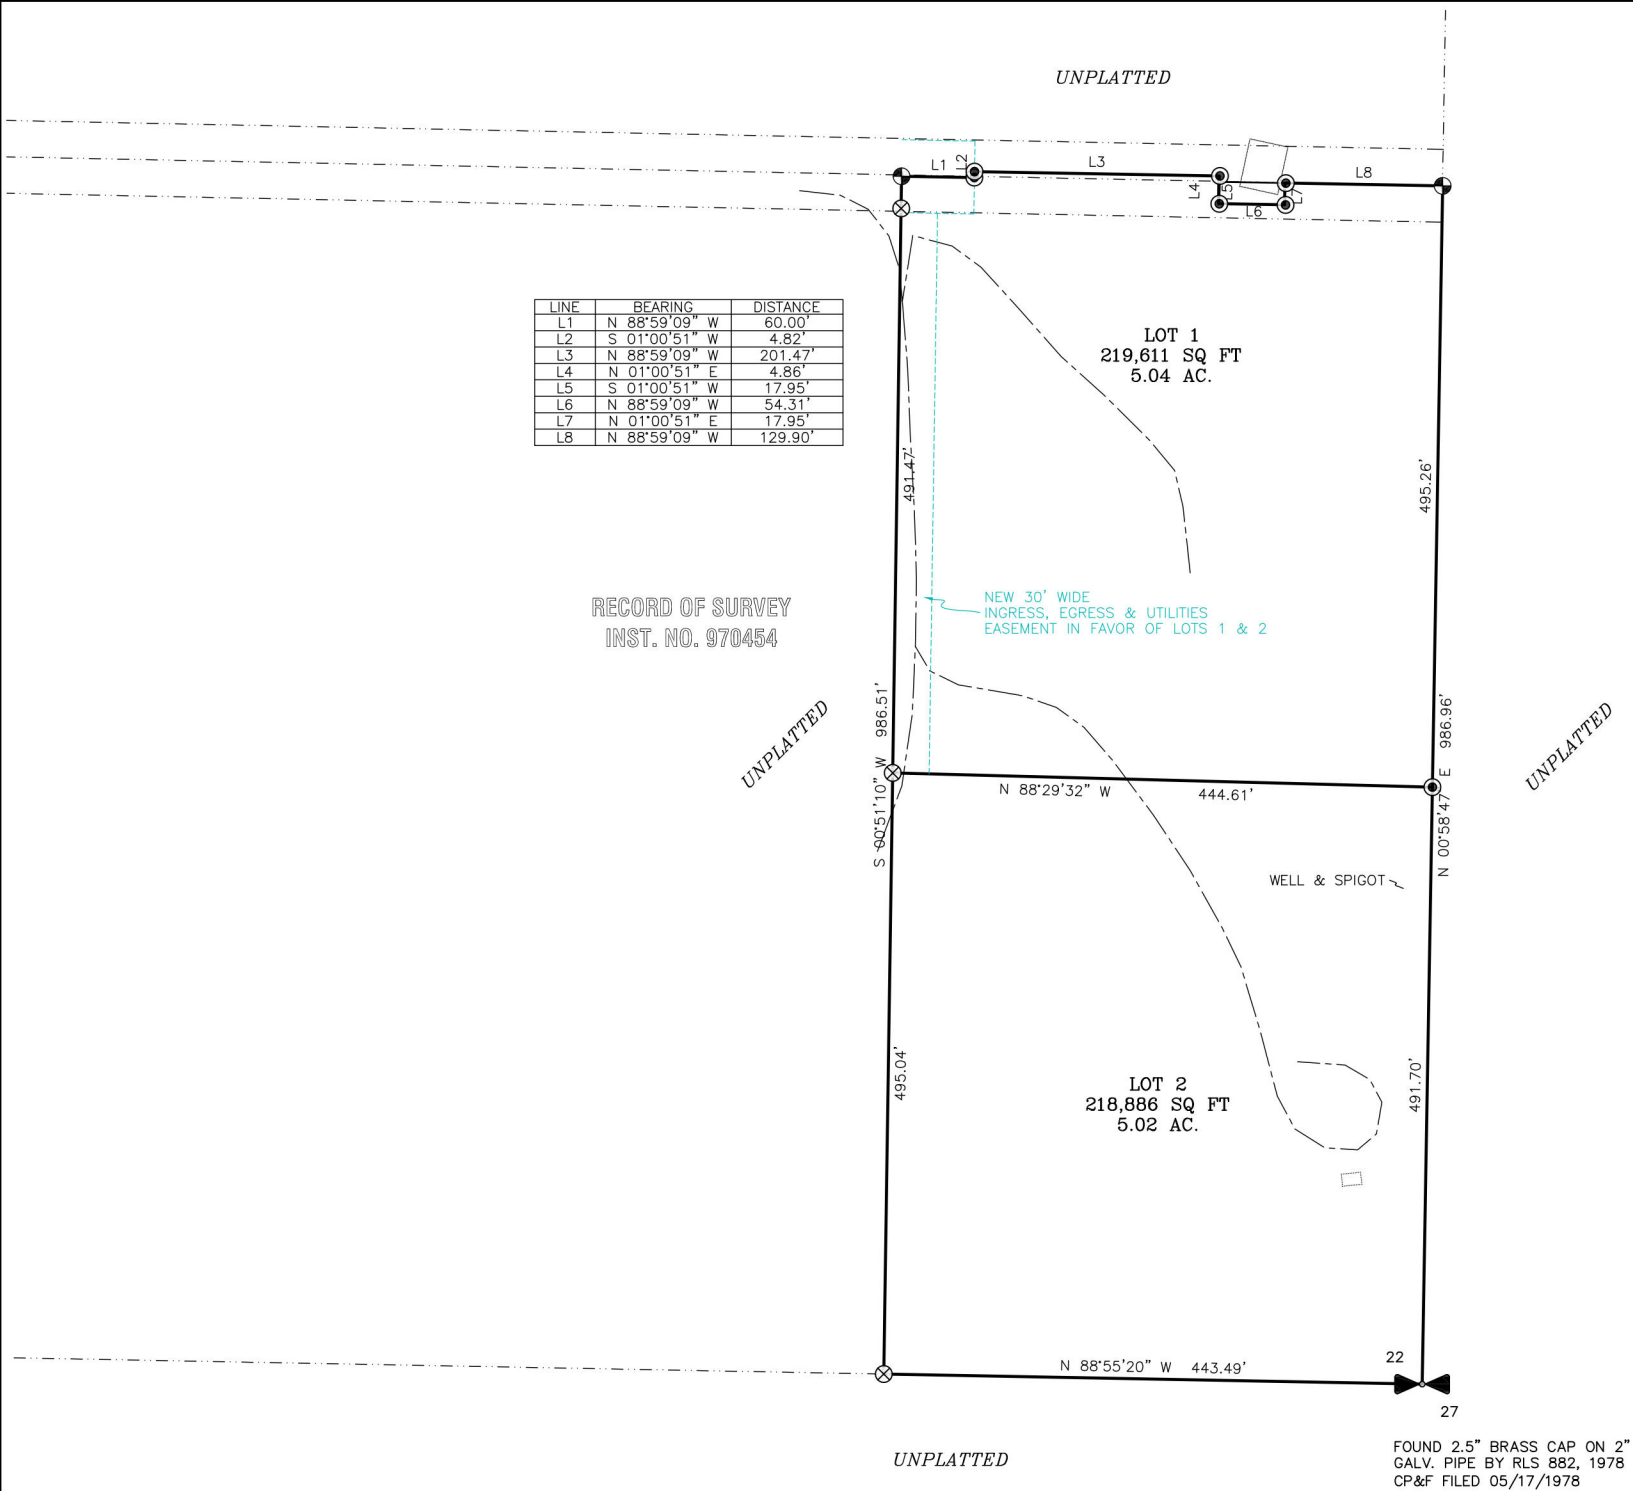 UNPLATTED
L1
L2
L3
L4
L5
L6
L7
L8
LINE BEARING DISTANCE
L1 N 88°59'09" W 60.00'
L2 S 01°00'51" W 4.82'
L3 N 88°59'09" W 201.47'
L4 N 01°00'51" E 4.86'
L5 S 01°00'51" W 17.95'
L6 N 88°59'09" W 54.31'
L7 N 01°00'51" E 17.95'
L8 N 88°59'09" W 129.90'
LOT 1
219,611 SQ FT
5.04 AC.
491.47'
495.26'
NEW 30' WIDE
INGRESS, EGRESS & UTILITIES
EASEMENT IN FAVOR OF LOTS 1 & 2
RECORD OF SURVEY
INST. NO. 970454
UNPLATTED
S 00°51'10" W 986.51'
N 00°58'47" E 986.96'
UNPLATTED
N 88°29'32" W 444.61'
WELL & SPIGOT
495.04'
491.70'
LOT 2
218,886 SQ FT
5.02 AC.
N 88°55'20" W 443.49'
22
27
UNPLATTED
FOUND 2.5" BRASS CAP ON 2"
GALV. PIPE BY RLS 882, 1978
CP&F FILED 05/17/1978